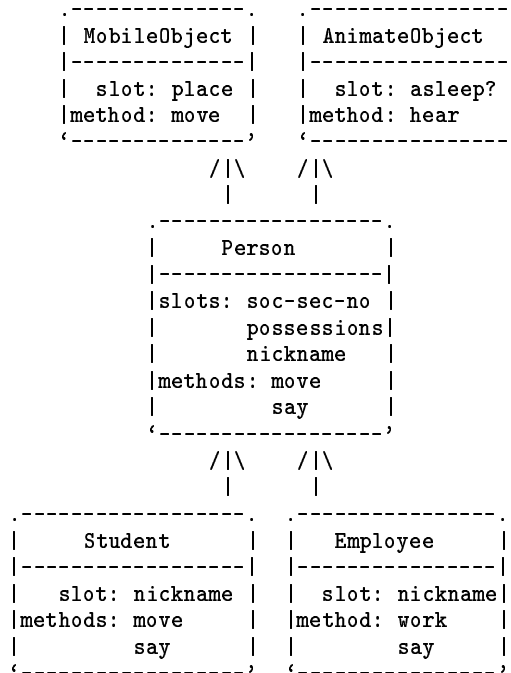 MobileObject
AnimateObject
slot: place
method: move
slot: asleep?
method: hear
Person
slots: soc-sec-no
possessions
nickname
methods: move
say
Student
slot: nickname
methods: move
say
Employee
slot: nickname
method: work
say